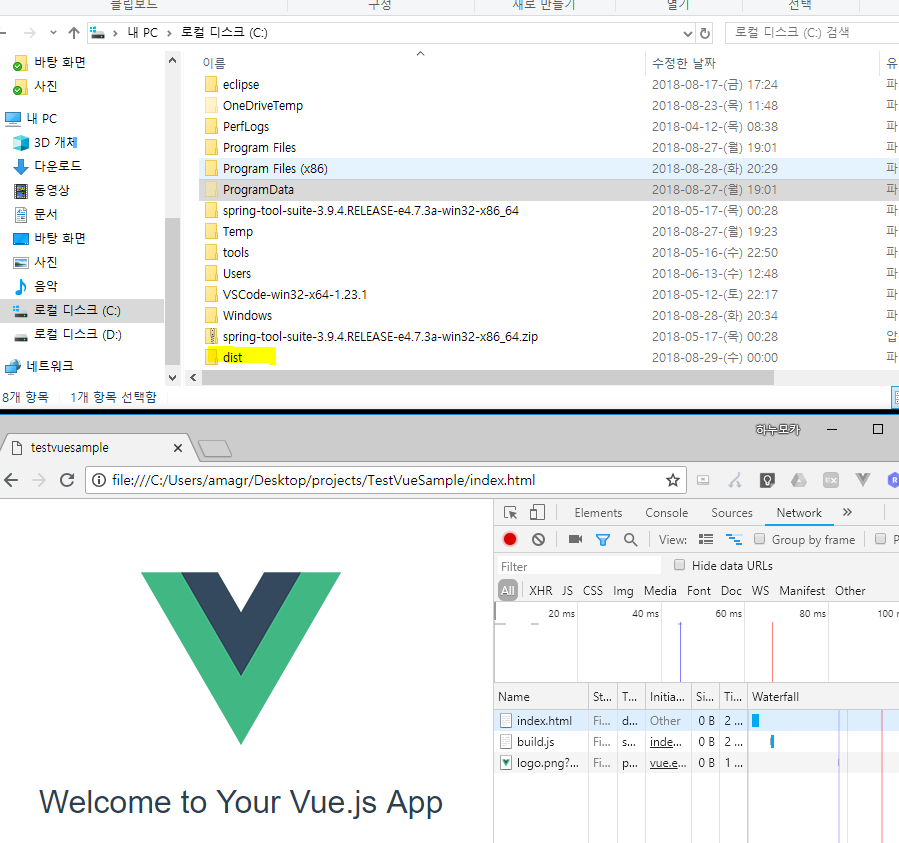 클립보드 구성 새로 만들기 열기 선택
내 PC 로컬 디스크 (C:) 로컬 디스크 (C:) 검색
바탕 화면
사진
내 PC
3D 개체
다운로드
동영상
문서
바탕 화면
사진
음악
로컬 디스크 (C:)
로컬 디스크 (D:)
네트워크
이름 수정한 날짜 유
eclipse 2018-08-17-(금) 17:24 파
OneDriveTemp 2018-08-23-(목) 11:48 파
PerfLogs 2018-04-12-(목) 08:38 파
Program Files 2018-08-27-(월) 19:01 파
Program Files (x86) 2018-08-28-(화) 20:29 파
ProgramData 2018-08-27-(월) 19:01 파
spring-tool-suite-3.9.4.RELEASE-e4.7.3a-win32-x86_64 2018-05-17-(목) 00:28 파
Temp 2018-08-27-(월) 19:23 파
tools 2018-05-16-(수) 22:50 파
Users 2018-06-13-(수) 12:48 파
VSCode-win32-x64-1.23.1 2018-05-12-(토) 22:17 파
Windows 2018-08-28-(화) 20:34 파
spring-tool-suite-3.9.4.RELEASE-e4.7.3a-win32-x86_64.zip 2018-05-17-(목) 00:28 압
dist 2018-08-29-(수) 00:00 파
8개 항목 1개 항목 선택함
하누모카
testvuesample
file:///C:/Users/amagr/Desktop/projects/TestVueSample/index.html
Welcome to Your Vue.js App
Elements Console Sources Network
View: Group by frame P
Filter Hide data URLs
All XHR JS CSS Img Media Font Doc WS Manifest Other
20 ms 40 ms 60 ms 80 ms 100
Name St... T... Initia... Si... Ti... Waterfall
index.html Fi... d... Other 0 B 2 ...
build.js Fi... s... inde... 0 B 2 ...
logo.png?... Fi... p... vue.e... 0 B 1 ...